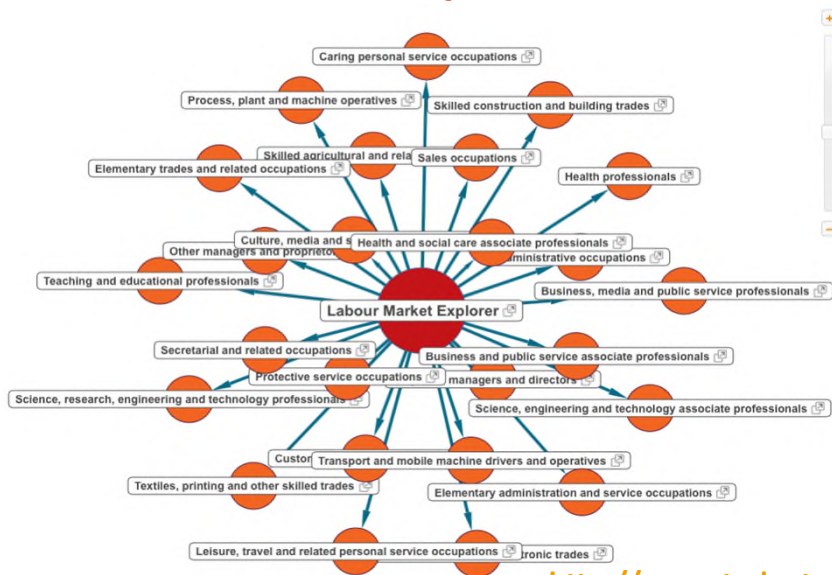 Caring personal service occupations
Process, plant and machine operatives
Skilled construction and building trades
Skilled agricultural and rela
Sales occupations
Elementary trades and related occupations
Health professionals
Culture, media and s
Health and social care associate professionals
Other managers and proprieto
dministrative occupations
Teaching and educational professionals
Business, media and public service professionals
Labour Market Explorer
Secretarial and related occupations
Business and public service associate professionals
Protective service occupations
managers and directors
Science, research, engineering and technology professionals
Science, engineering and technology associate professionals
Custo
Transport and mobile machine drivers and operatives
Textiles, printing and other skilled trades
Elementary administration and service occupations
Leisure, travel and related personal service occupations
tronic trades